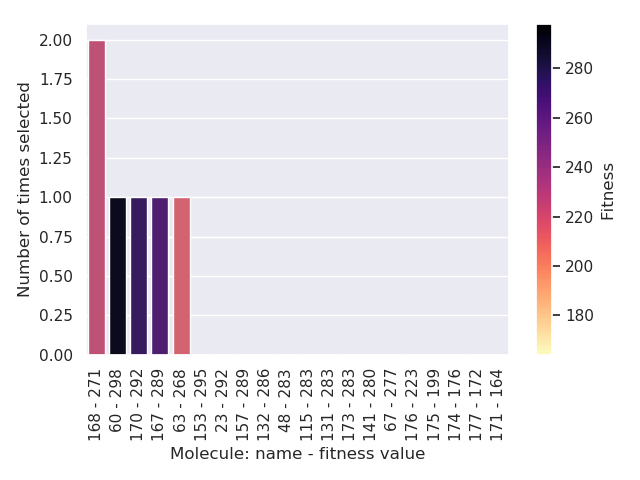 2.00
1.75
1.50
1.25
1.00
0.75
0.50
0.25
0.00
Number of times selected
168 - 271
60 - 298
170 - 292
167 - 289
63 - 268
153 - 295
23 - 292
157 - 289
132 - 286
48 - 283
115 - 283
131 - 283
173 - 283
141 - 280
67 - 277
176 - 223
175 - 199
174 - 176
177 - 172
171 - 164
Molecule: name - fitness value
280
260
240
220
200
180
Fitness